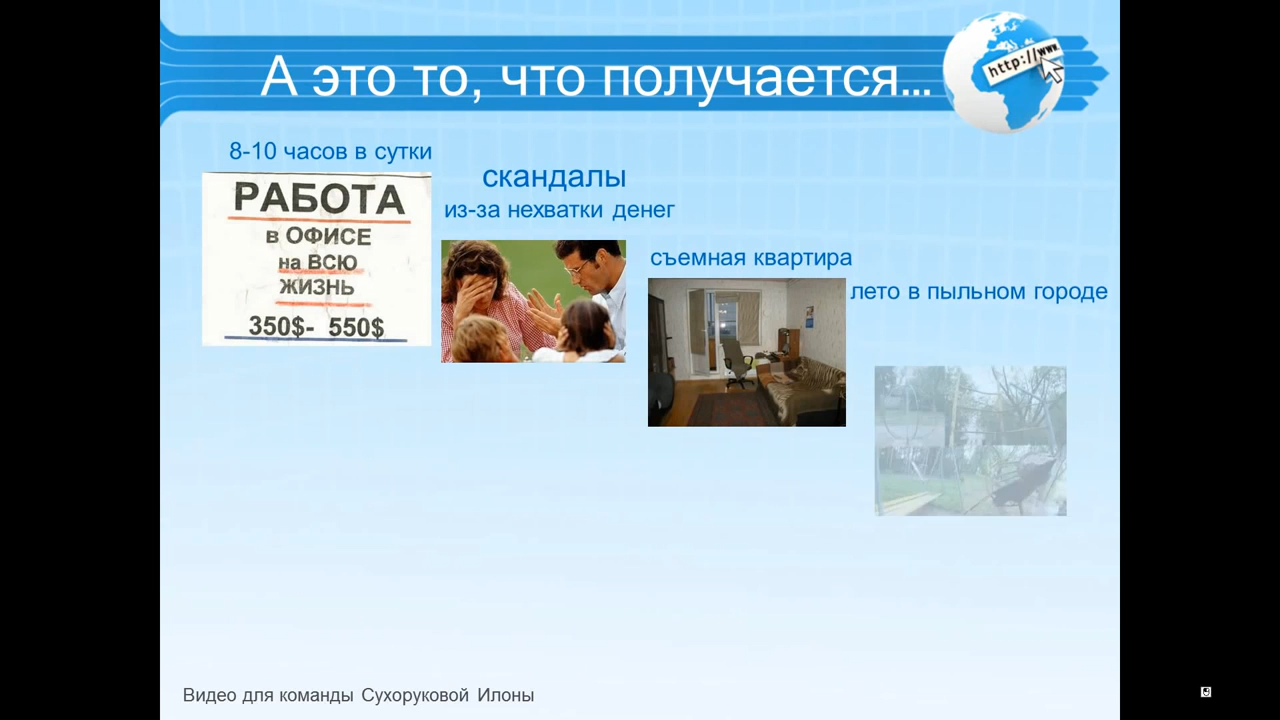 А это то, что получается...
http://www.
8-10 часов в сутки
РАБОТА
в ОФИСЕ
на ВСЮ
ЖИЗНЬ
350$- 550$
скандалы
из-за нехватки денег
съемная квартира
лето в пыльном городе
Видео для команды Сухоруковой Илоны